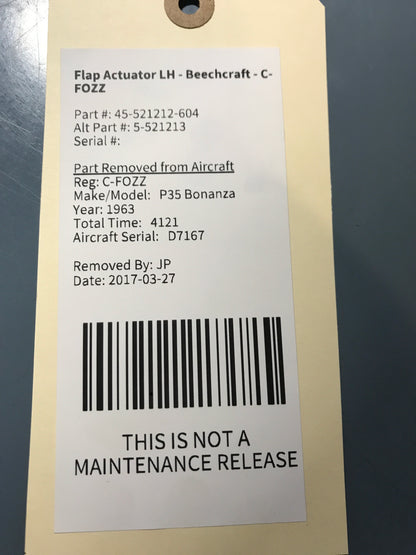 Flap Actuator LH - Beechcraft - C-
FOZZ
Part #: 45-521212-604
Alt Part #: 5-521213
Serial #:
Part Removed from Aircraft
Reg: C-FOZZ
Make/Model: P35 Bonanza
Year: 1963
Total Time: 4121
Aircraft Serial: D7167
Removed By: JP
Date: 2017-03-27
THIS IS NOT A
MAINTENANCE RELEASE